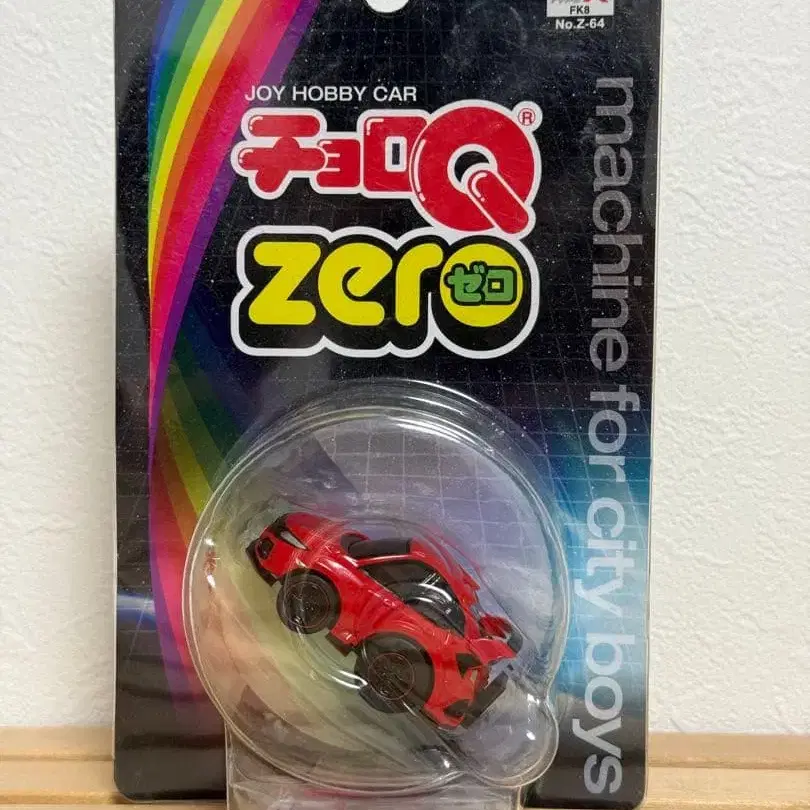 FK8
No.Z-64
JOY HOBBY CAR
チョロQ®
zero
ゼロ
machine for city boys